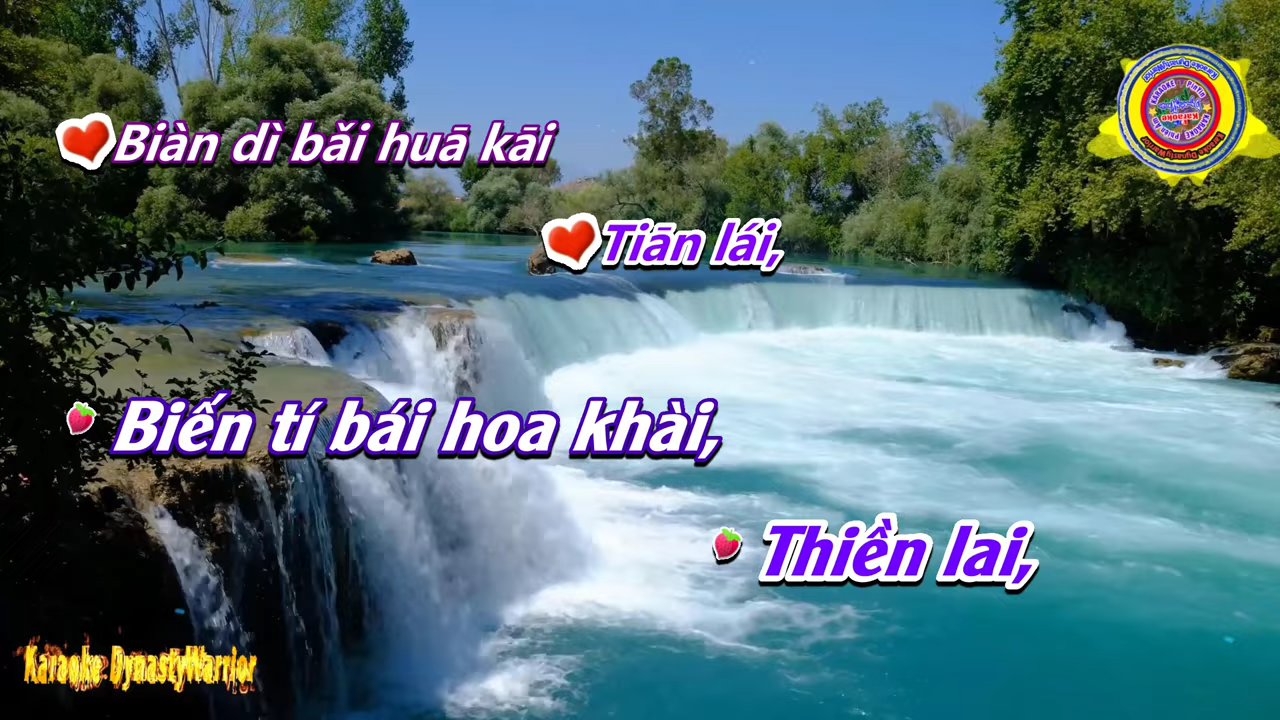 Biàn dì bǎi huā kāi
Tiān lái,
Biến tí bái hoa khài,
Thiền lai,
Karaoke DynastyWarrior